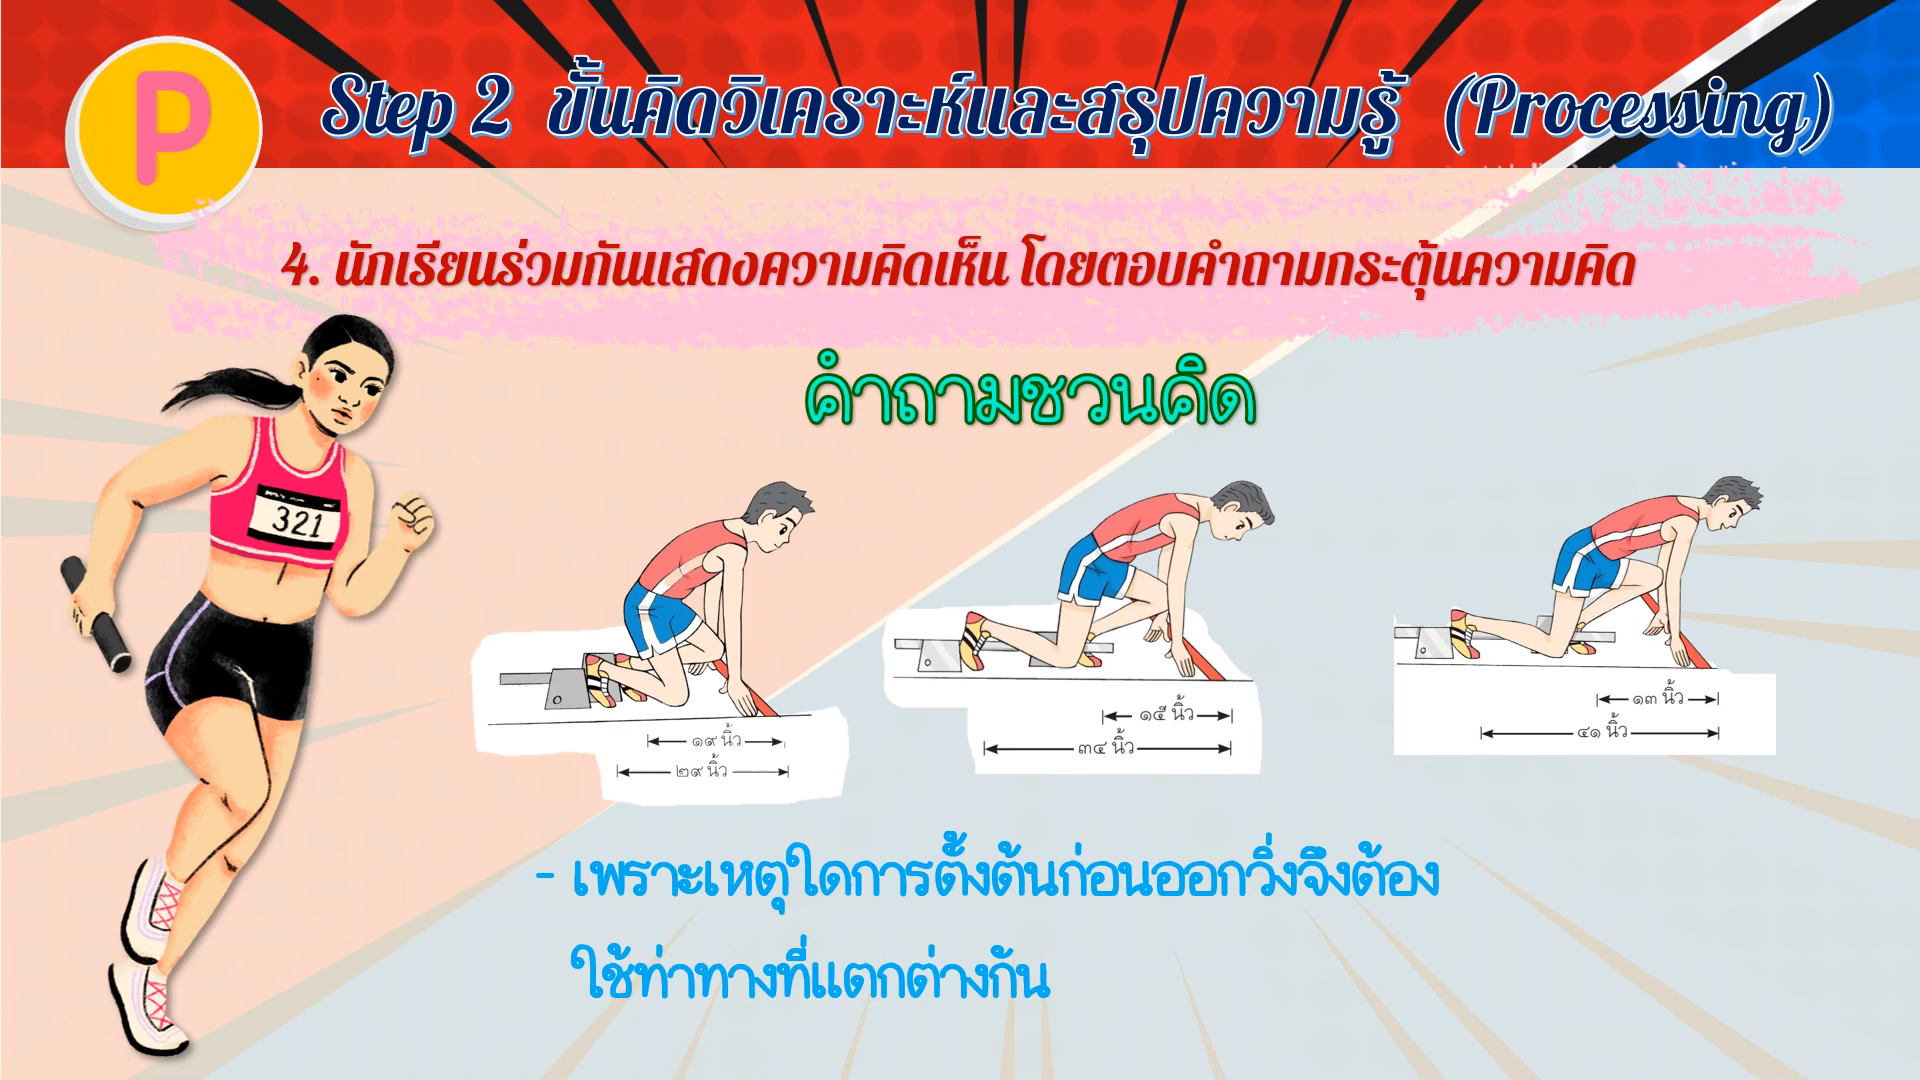 P
Step 2 ขั้นคิดวิเคราะห์และสรุปความรู้ (Processing)
4. นักเรียนร่วมกันแสดงความคิดเห็น โดยตอบคำถามกระตุ้นความคิด
คำถามชวนคิด
321
๑๙ นิ้ว
๒๙ นิ้ว
๑๕ นิ้ว
๓๔ นิ้ว
๑๓ นิ้ว
๔๑ นิ้ว
- เพราะเหตุใดการตั้งต้นก่อนออกวิ่งจึงต้อง
ใช้ท่าทางที่แตกต่างกัน